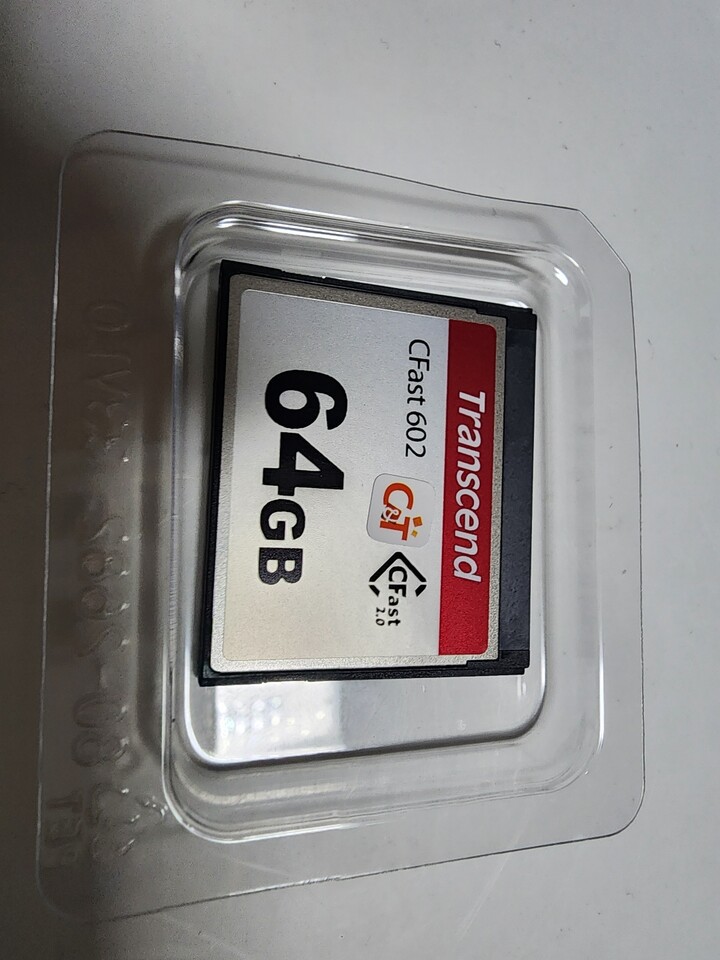 Transcend
CFast 602
C&T
CFast
2.0
64GB